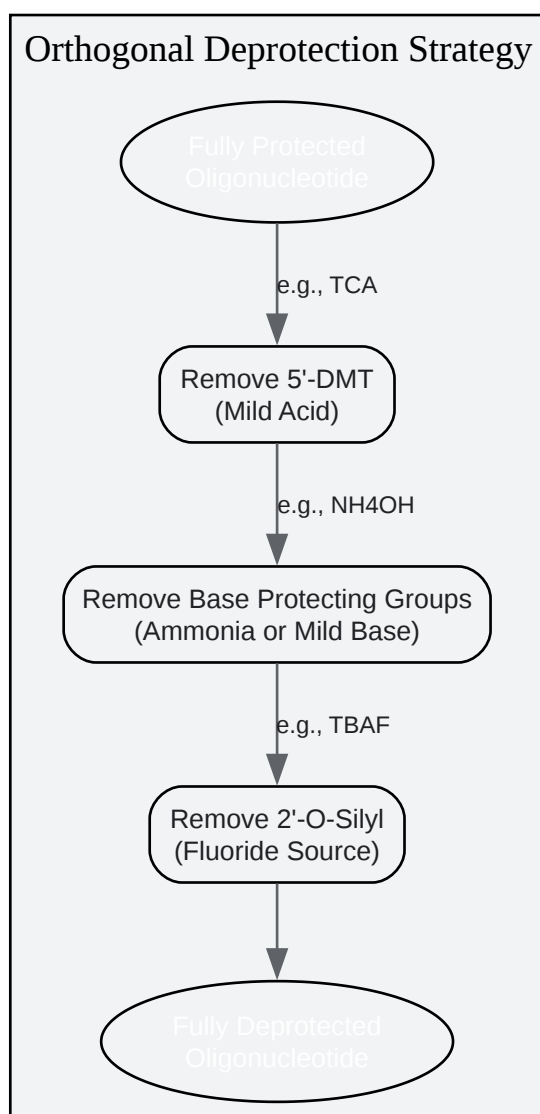 Orthogonal Deprotection Strategy
Fully Protected
Oligonucleotide
e.g., TCA
Remove 5'-DMT
(Mild Acid)
e.g., NH4OH
Remove Base Protecting Groups
(Ammonia or Mild Base)
e.g., TBAF
Remove 2'-O-Silyl
(Fluoride Source)
Fully Deprotected
Oligonucleotide